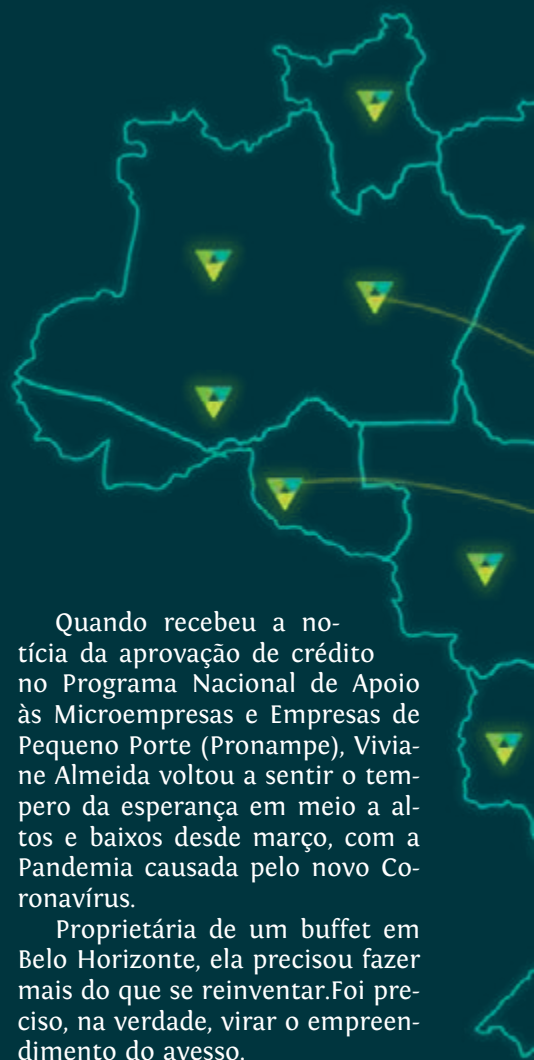 Quando recebeu a no-
tícia da aprovação de crédito
no Programa Nacional de Apoio
às Microempresas e Empresas de
Pequeno Porte (Pronampe), Vivia-
ne Almeida voltou a sentir o tem-
pero da esperança em meio a al-
tos e baixos desde março, com a
Pandemia causada pelo novo Co-
ronavírus.
Proprietária de um buffet em
Belo Horizonte, ela precisou fazer
mais do que se reinventar.Foi pre-
ciso, na verdade, virar o empreen-
dimento do avesso.